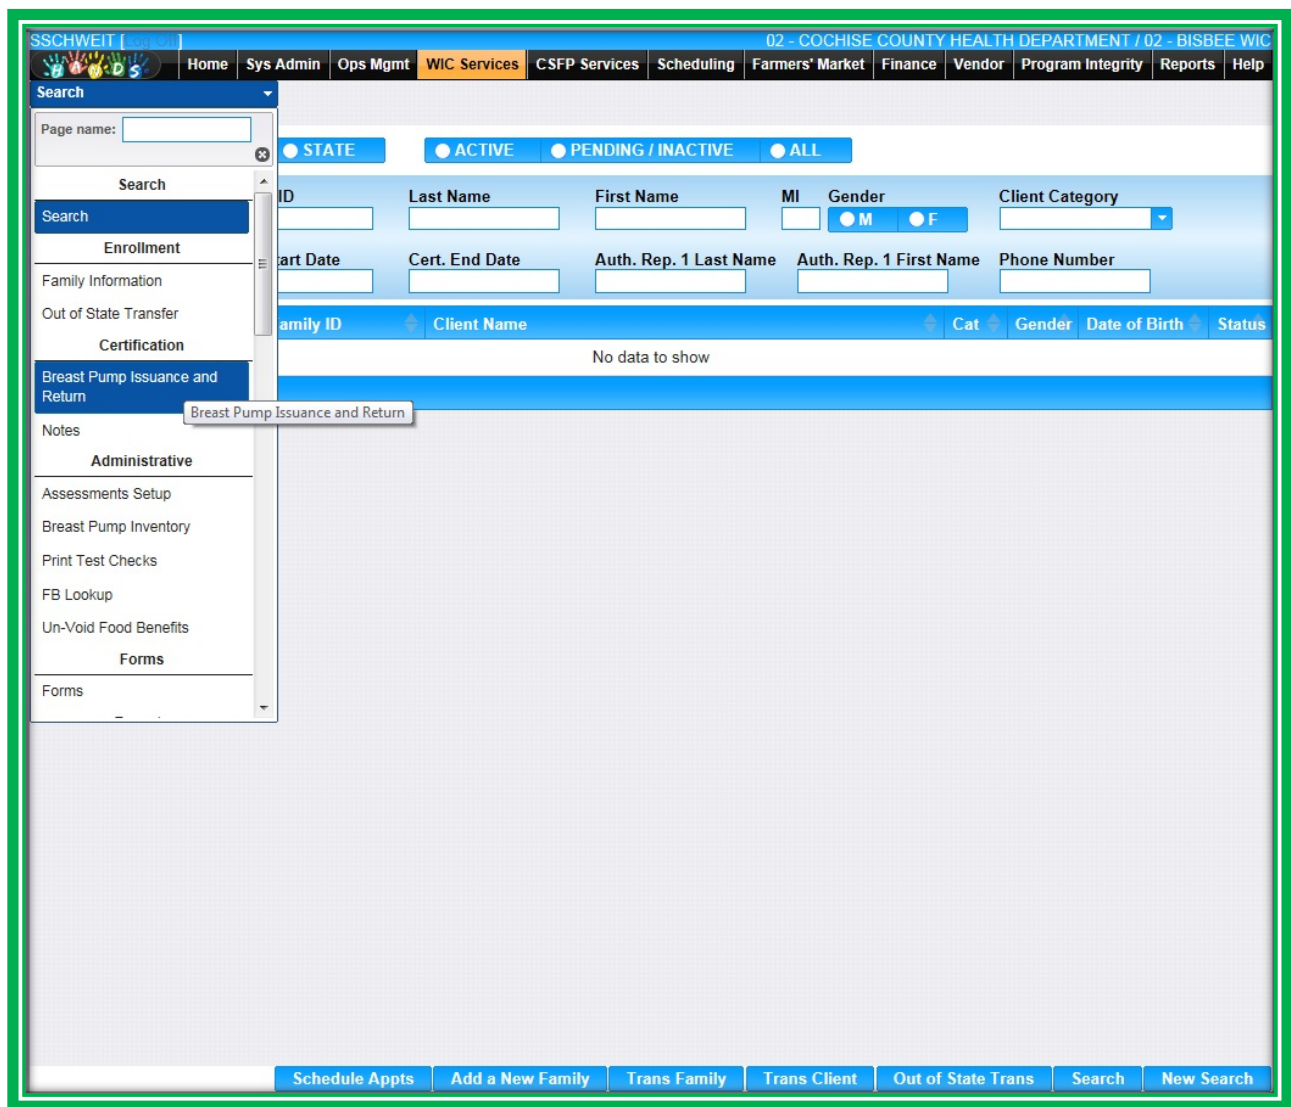 SSCHWEIT [Log Off] 02 - COCHISE COUNTY HEALTH DEPARTMENT / 02 - BISBEE WIC
HANDS Home Sys Admin Ops Mgmt WIC Services CSFP Services Scheduling Farmers' Market Finance Vendor Program Integrity Reports Help
Search
Page name:
STATE ACTIVE PENDING / INACTIVE ALL
Search
ID Last Name First Name MI Gender Client Category
Search
M F
Enrollment
art Date Cert. End Date Auth. Rep. 1 Last Name Auth. Rep. 1 First Name Phone Number
Family Information
Out of State Transfer
amily ID Client Name Cat Gender Date of Birth Status
Certification
No data to show
Breast Pump Issuance and
Return
Breast Pump Issuance and Return
Notes
Administrative
Assessments Setup
Breast Pump Inventory
Print Test Checks
FB Lookup
Un-Void Food Benefits
Forms
Forms
Schedule Appts Add a New Family Trans Family Trans Client Out of State Trans Search New Search